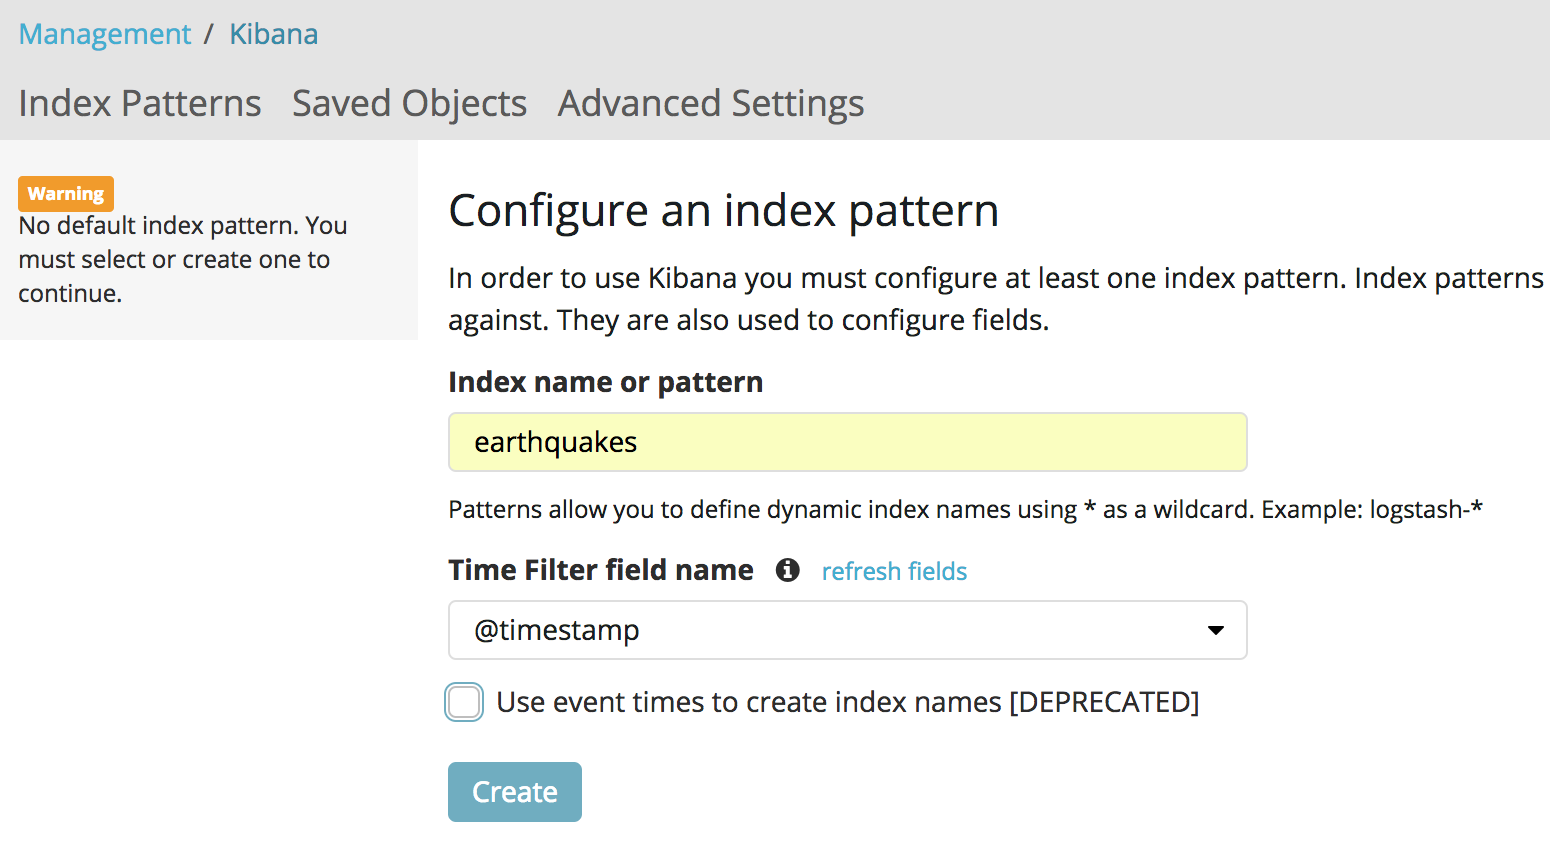 Management / Kibana
Index Patterns Saved Objects Advanced Settings
Warning
No default index pattern. You
must select or create one to
continue.
Configure an index pattern
In order to use Kibana you must configure at least one index pattern. Index patterns
against. They are also used to configure fields.
Index name or pattern
earthquakes
Patterns allow you to define dynamic index names using * as a wildcard. Example: logstash-*
Time Filter field name refresh fields
@timestamp
Use event times to create index names [DEPRECATED]
Create